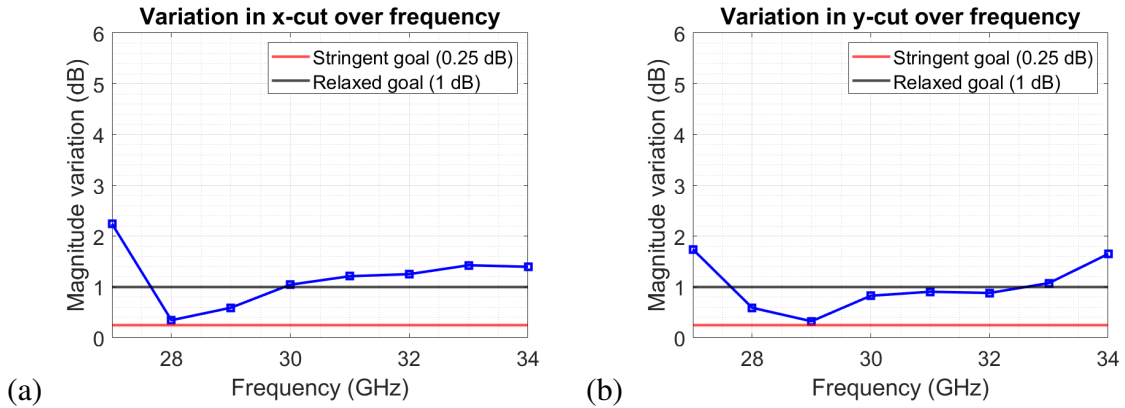 Variation in x-cut over frequency
Stringent goal (0.25 dB)
Relaxed goal (1 dB)
Magnitude variation (dB)
6
5
4
3
2
1
0
28
30
32
34
Frequency (GHz)
(a)
Variation in y-cut over frequency
Stringent goal (0.25 dB)
Relaxed goal (1 dB)
Magnitude variation (dB)
6
5
4
3
2
1
0
28
30
32
34
Frequency (GHz)
(b)